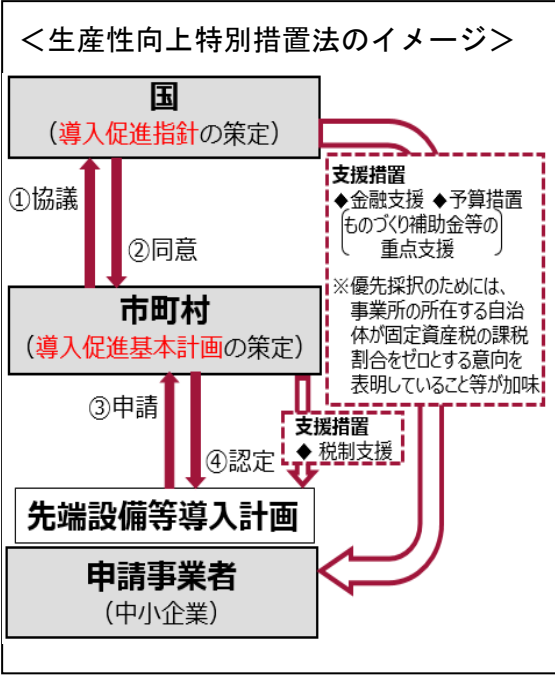 ＜生産性向上特別措置法のイメージ＞
国
（導入促進指針の策定）
①協議
②同意
支援措置
◆金融支援 ◆予算措置
ものづくり補助金等の
重点支援
※優先採択のためには、
事業所の所在する自治
体が固定資産税の課税
割合をゼロとする意向を
表明していること等が加味
市町村
（導入促進基本計画の策定）
③申請
④認定
支援措置
◆ 税制支援
先端設備等導入計画
申請事業者
（中小企業）